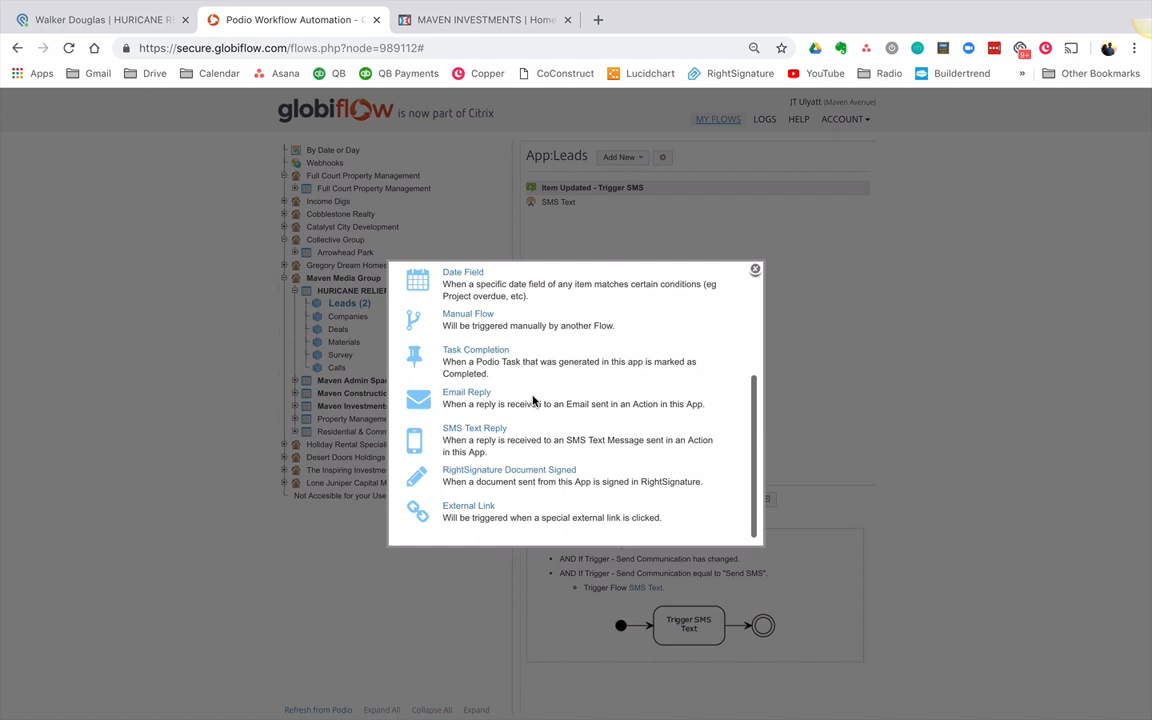 Walker Douglas | HURICANE RE
Podio Workflow Automation - G
MAVEN INVESTMENTS | Home
https://secure.globiflow.com/flows.php?node=989112#
9+
Apps
Gmail
Drive
Calendar
Asana
QB
QB Payments
Copper
CoConstruct
Lucidchart
RightSignature
YouTube
Radio
Buildertrend
»
Other Bookmarks
globiflow is now part of Citrix
JT Ulyatt (Maven Avenue)
MY FLOWS LOGS HELP ACCOUNT
By Date or Day
Webhooks
Full Court Property Management
Full Court Property Management
Income Digs
Cobblestone Realty
Catalyst City Development
Collective Group
Arrowhead Park
Gregory Dream Homes
Maven Media Group
HURICANE RELIEF
Leads (2)
Companies
Deals
Materials
Survey
Calls
Maven Admin Spa
Maven Constructio
Maven Investments
Property Manageme
Residential & Comm
Holiday Rental Speciali
Desert Doors Holdings
The Inspiring Investme
Lone Juniper Capital M
Not Accesible for your Use
Refresh from Podio Expand All Collapse All Expand
App:Leads
Add New
Item Updated - Trigger SMS
SMS Text
Date Field
When a specific date field of any item matches certain conditions (eg
Project overdue, etc).
Manual Flow
Will be triggered manually by another Flow.
Task Completion
When a Podio Task that was generated in this app is marked as
Completed.
Email Reply
When a reply is received to an Email sent in an Action in this App.
SMS Text Reply
When a reply is received to an SMS Text Message sent in an Action
in this App.
RightSignature Document Signed
When a document sent from this App is signed in RightSignature.
External Link
Will be triggered when a special external link is clicked.
AND If Trigger - Send Communication has changed.
AND If Trigger - Send Communication equal to "Send SMS".
Trigger Flow SMS Text.
Trigger SMS
Text